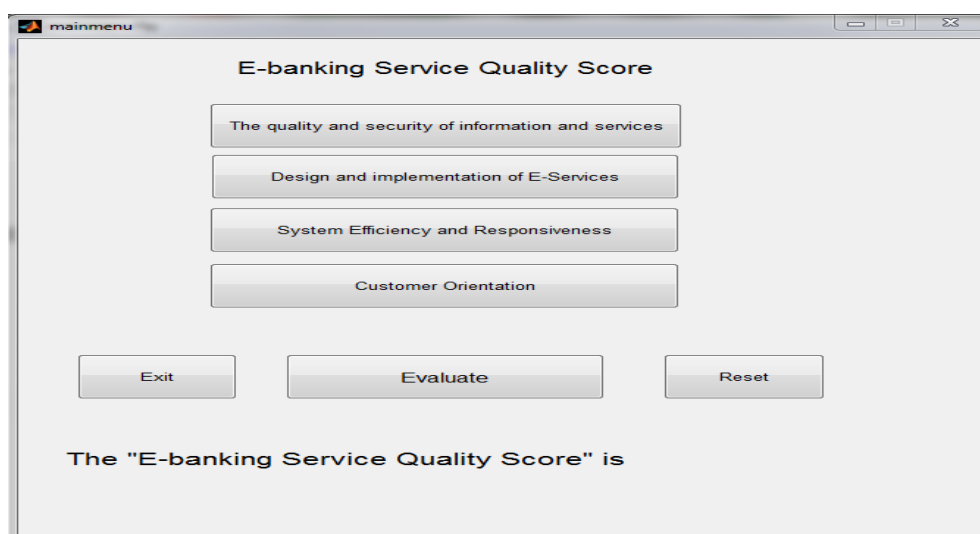 mainmenu
E-banking Service Quality Score
The quality and security of information and services
Design and implementation of E-Services
System Efficiency and Responsiveness
Customer Orientation
Exit Evaluate Reset
The "E-banking Service Quality Score" is